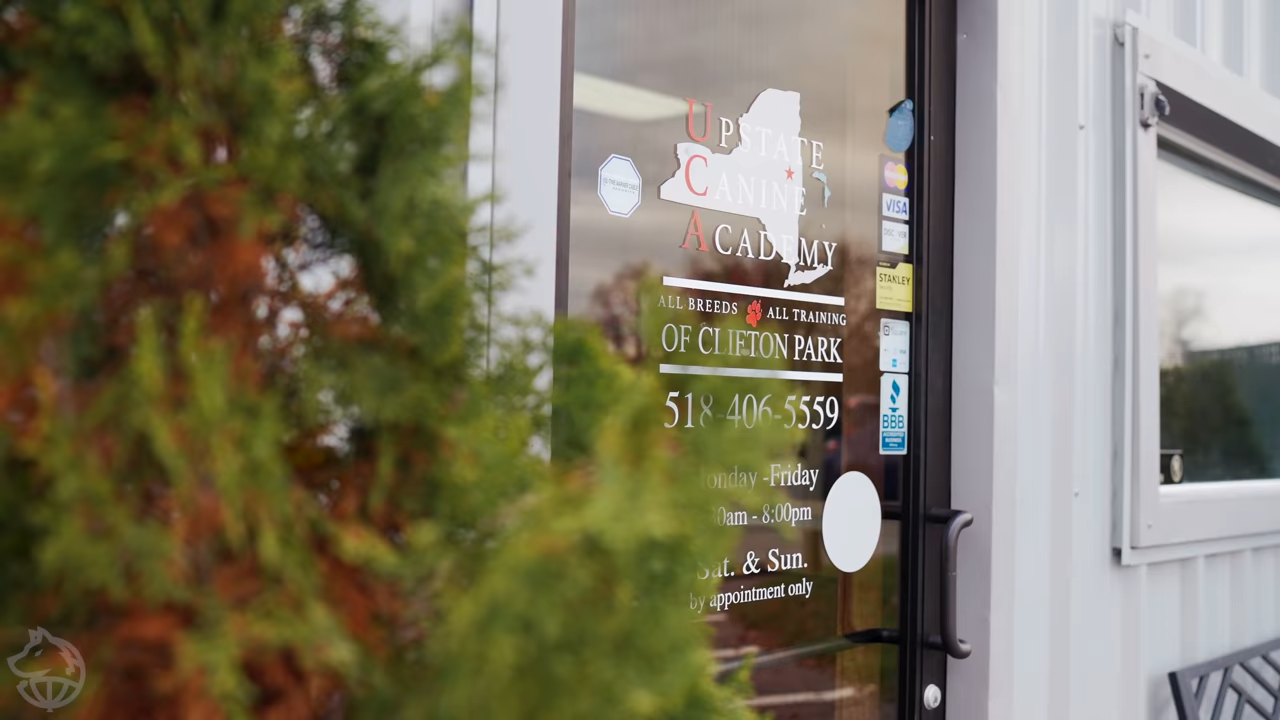 UPSTATE
CANINE
ACADEMY
ALL BREEDS ALL TRAINING
OF CLIFTON PARK
518-406-5559
-Friday
- 8:00pm
Sat. & Sun.
by appointment only
VISA
STANLEY
BBB